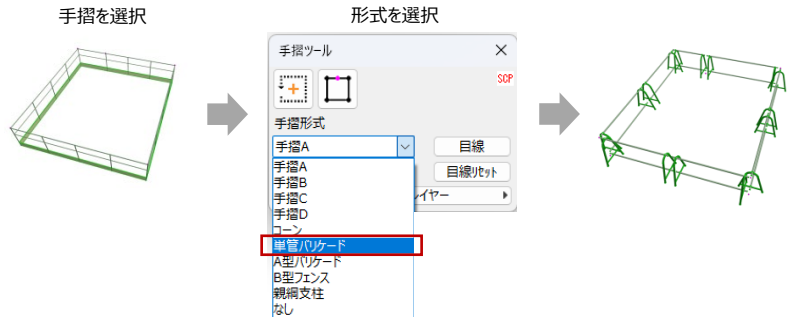 手摺を選択
形式を選択
手摺ツール
SCP
手摺形式
手摺A
目線
手摺A
目線ﾘｾｯﾄ
手摺B
手摺C
レイヤー
手摺D
コーン
単管ﾊﾞﾘｹｰﾄﾞ
A型ﾊﾞﾘｹｰﾄﾞ
B型ﾌｪﾝｽ
親綱支柱
なし